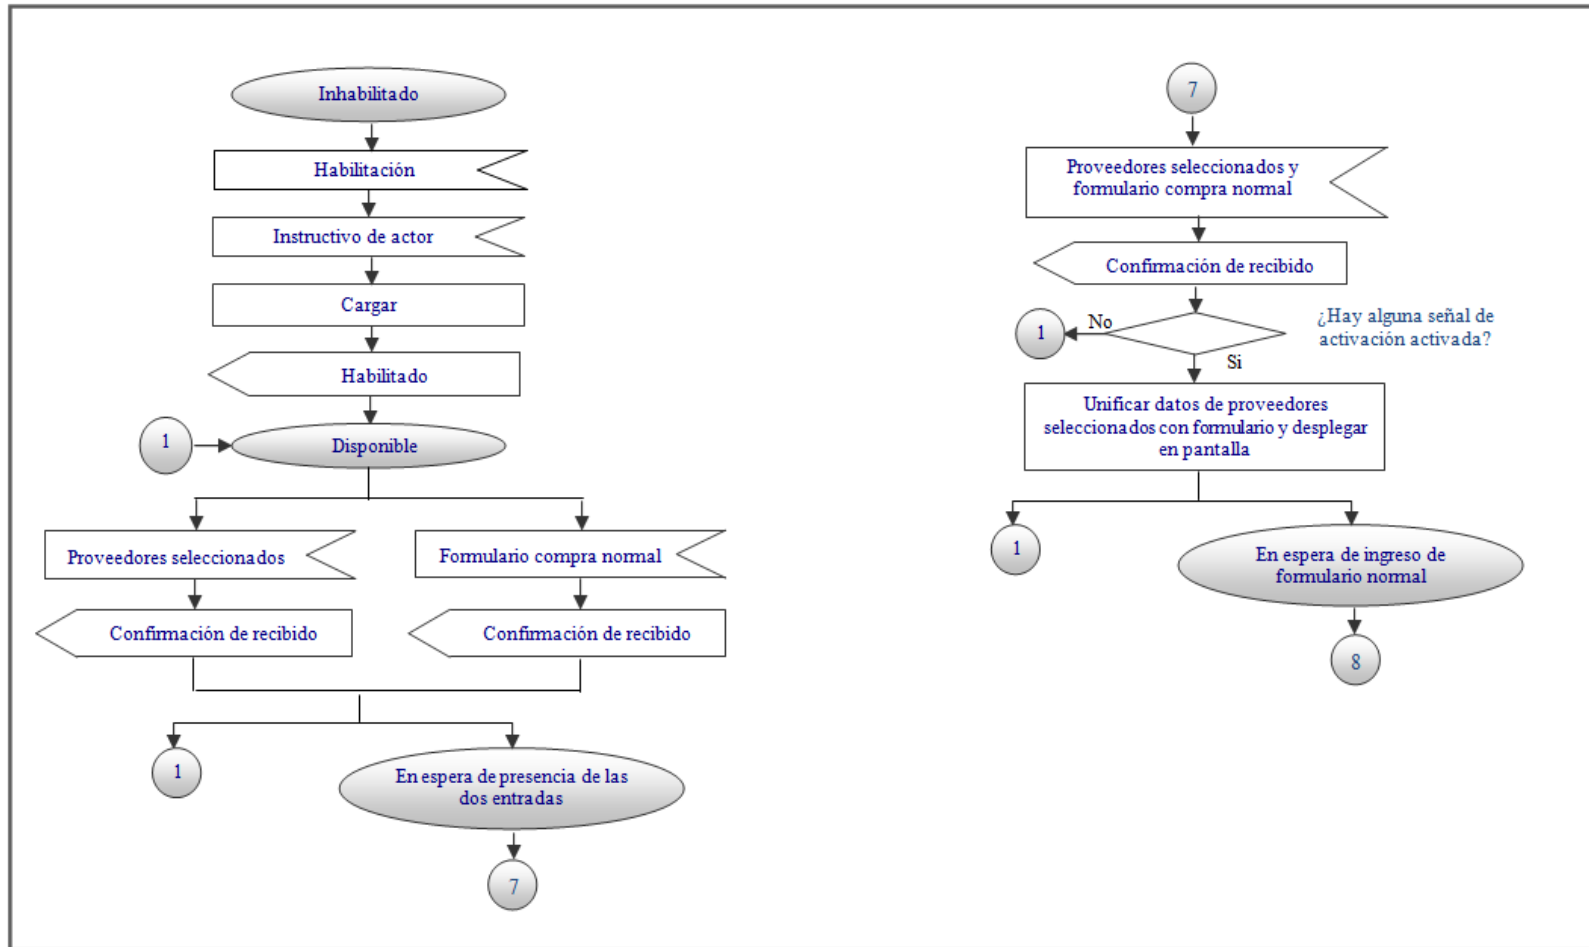 Inhabilitado
Habilitación
Instructivo de actor
Cargar
Habilitado
1
Disponible
Proveedores seleccionados
Formulario compra normal
Confirmación de recibido
Confirmación de recibido
1
En espera de presencia de las
dos entradas
7
7
Proveedores seleccionados y
formulario compra normal
Confirmación de recibido
¿Hay alguna señal de
activación activada?
No
1
Si
Unificar datos de proveedores
seleccionados con formulario y desplegar
en pantalla
1
En espera de ingreso de
formulario normal
8